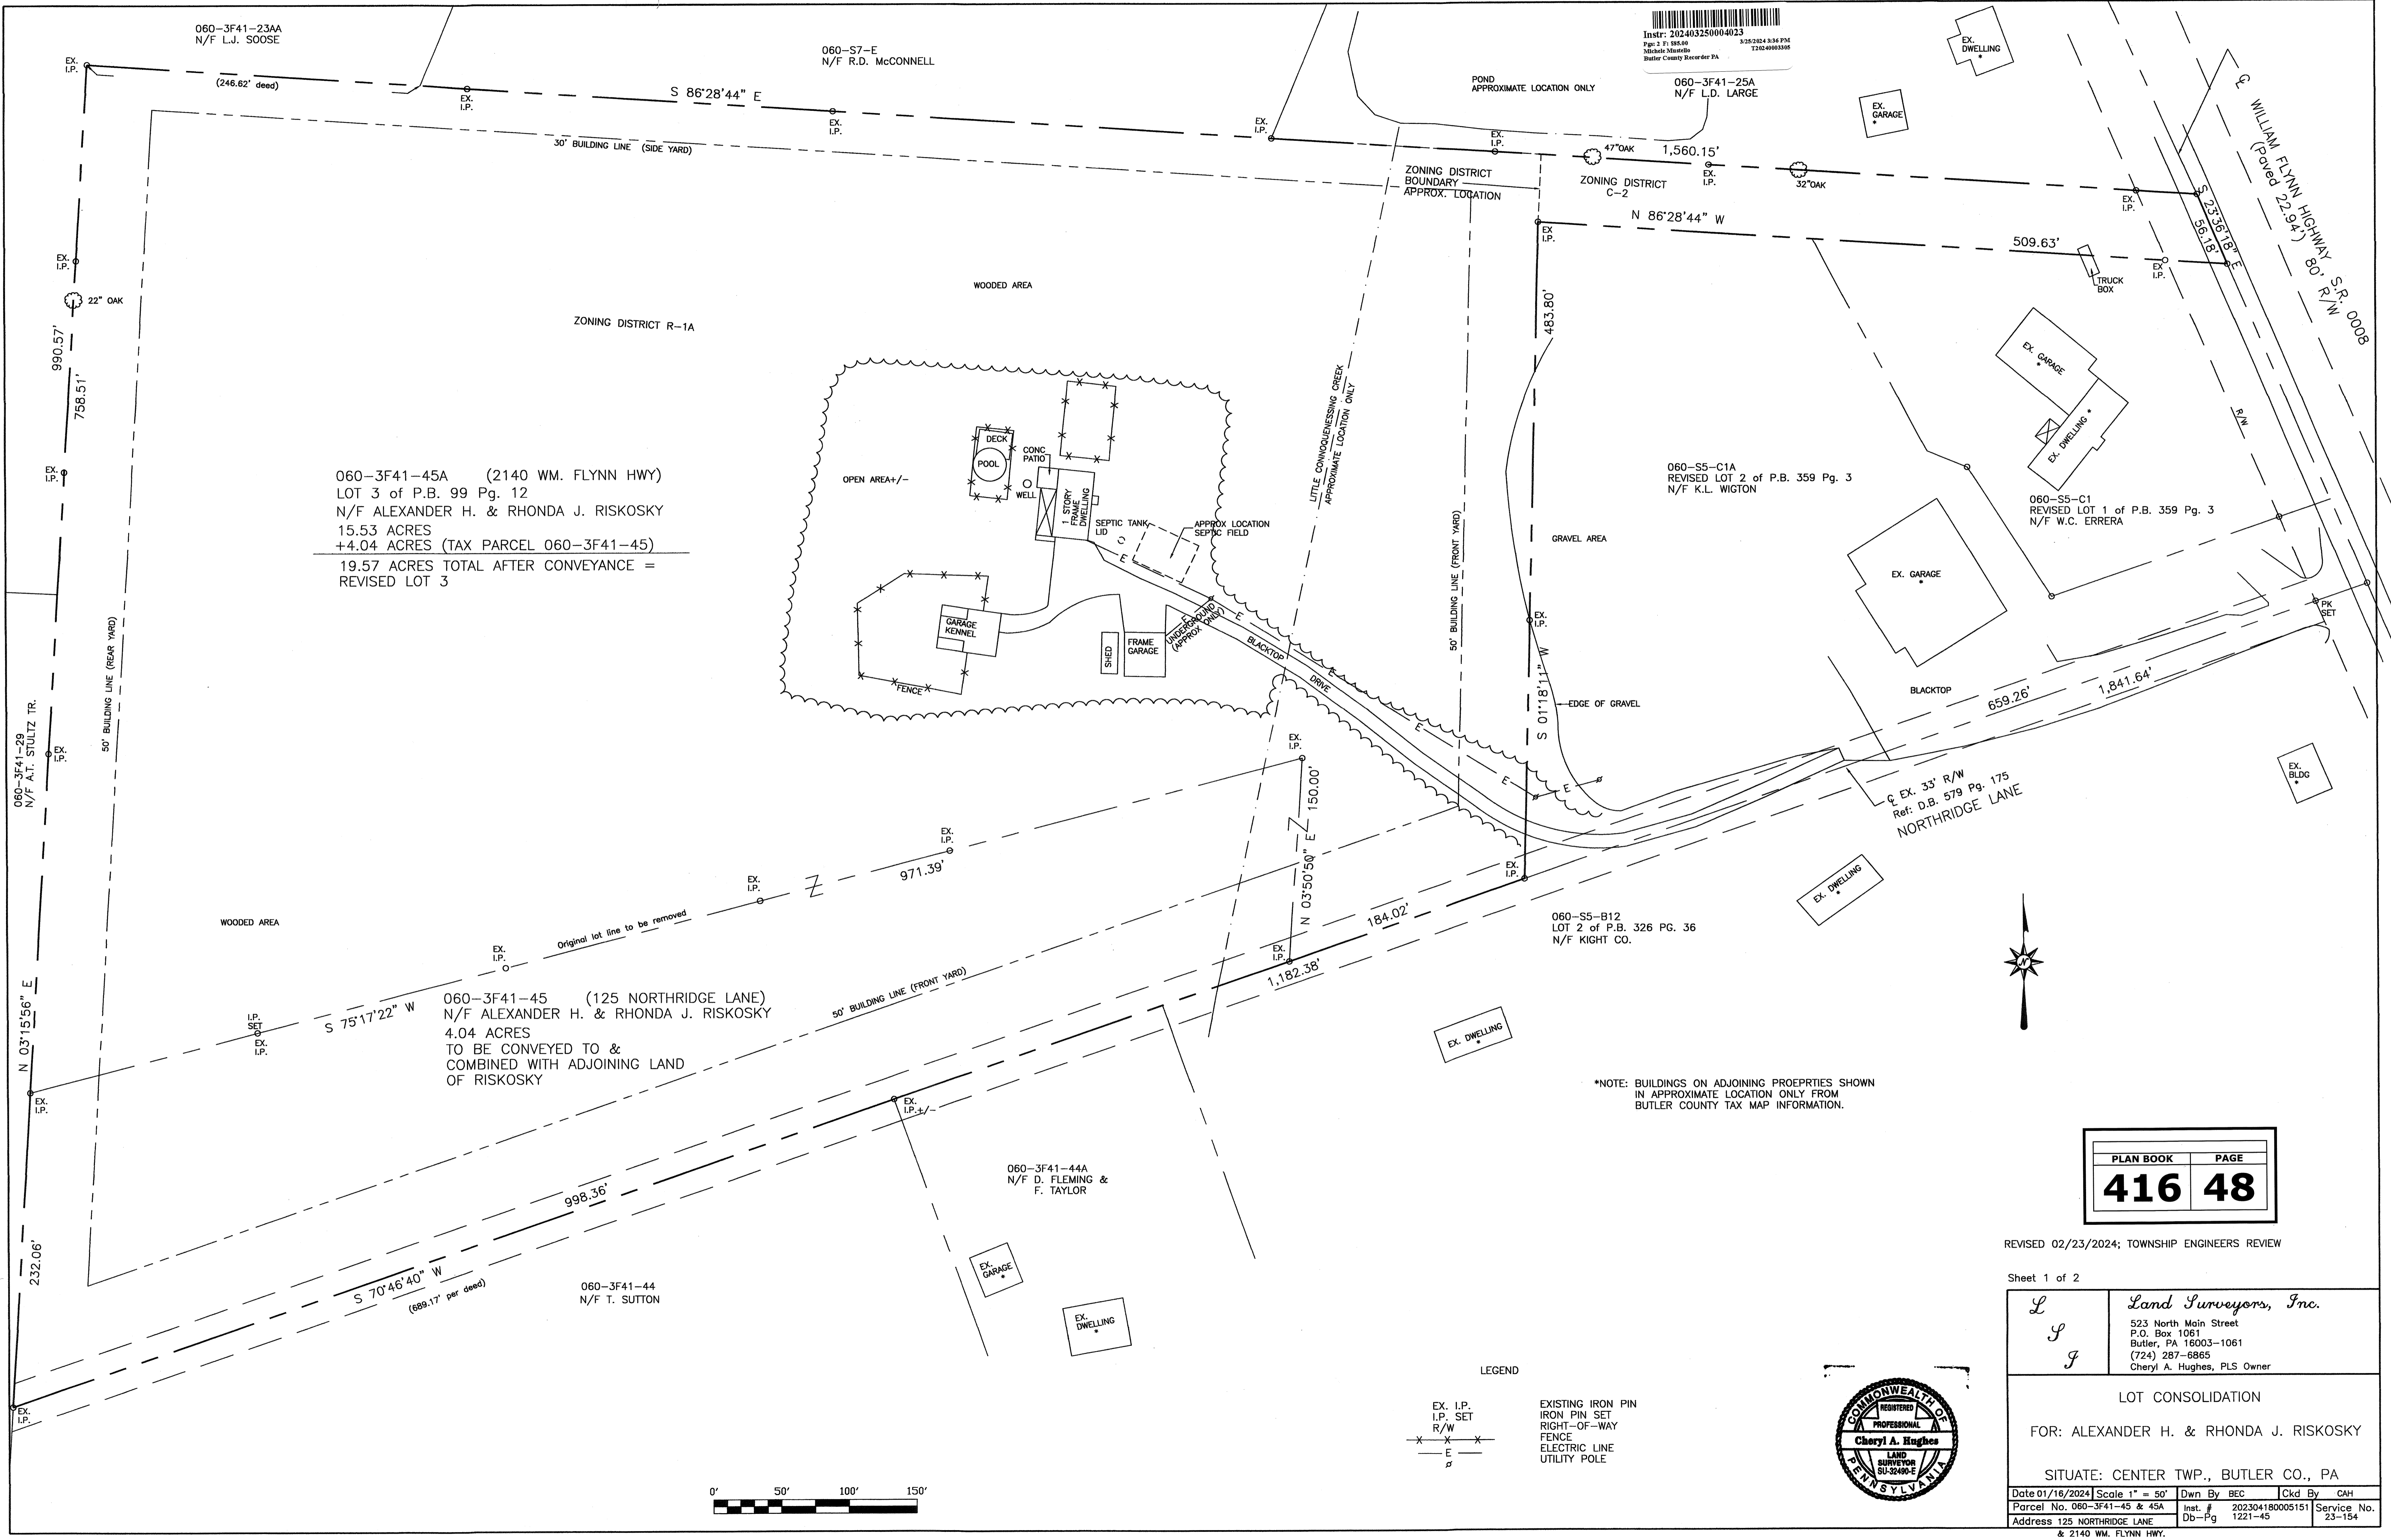 060-3F41-23AA
N/F L.J. SOOSE
060-S7-E
N/F R.D. McCONNELL
Instr: 202403250004023
Pgs: 2 F: $85.00 3/25/2024 3:36 PM
Michele Mustello T20240003305
Butler County Recorder PA
POND
APPROXIMATE LOCATION ONLY
060-3F41-25A
N/F L.D. LARGE
EX.
DWELLING
*
EX.
GARAGE
*
℄ WILLIAM FLYNN HIGHWAY S.R. 0008
(Paved 22.94') 80' R/W
EX.
I.P.
(246.62' deed)
EX.
I.P.
S 86°28'44" E
EX.
I.P.
EX.
I.P.
EX.
I.P.
47"OAK
1,560.15'
EX.
I.P.
32"OAK
EX.
I.P.
S 23°36'18" E
56.18'
30' BUILDING LINE (SIDE YARD)
ZONING DISTRICT
BOUNDARY
APPROX. LOCATION
ZONING DISTRICT
C-2
EX
I.P.
N 86°28'44" W
509.63'
EX
I.P.
TRUCK
BOX
EX.
I.P.
22" OAK
990.57'
758.51'
EX.
I.P.
WOODED AREA
ZONING DISTRICT R-1A
483.80'
LITTLE CONNOQUENESSING CREEK
APPROXIMATE LOCATION ONLY
EX. GARAGE
*
EX. DWELLING *
R/W
060-3F41-45A (2140 WM. FLYNN HWY)
LOT 3 of P.B. 99 Pg. 12
N/F ALEXANDER H. & RHONDA J. RISKOSKY
15.53 ACRES
+4.04 ACRES (TAX PARCEL 060-3F41-45)
19.57 ACRES TOTAL AFTER CONVEYANCE =
REVISED LOT 3
OPEN AREA+/-
DECK
POOL
CONC
PATIO
WELL
1 STORY
FRAME
DWELLING
SEPTIC TANK
LID
APPROX LOCATION
SEPTIC FIELD
E
060-S5-C1A
REVISED LOT 2 of P.B. 359 Pg. 3
N/F K.L. WIGTON
060-S5-C1
REVISED LOT 1 of P.B. 359 Pg. 3
N/F W.C. ERRERA
GRAVEL AREA
50' BUILDING LINE (FRONT YARD)
EX. GARAGE
*
PK
SET
50' BUILDING LINE (REAR YARD)
GARAGE
KENNEL
FENCE
SHED
FRAME
GARAGE
E
UNDERGROUND
(APPROX ONLY)
E
BLACKTOP
DRIVE
E
EX.
I.P.
S 01°18'11" W
EDGE OF GRAVEL
BLACKTOP
659.26'
1,841.64'
060-3F41-29
N/F A.T. STULTZ TR.
EX.
I.P.
EX.
I.P.
E
E
E
EX.
BLDG
*
℄ EX. 33' R/W
Ref: D.B. 579 Pg. 175
NORTHRIDGE LANE
N 03°50'50" E 150.00'
EX.
I.P.
971.39'
EX.
I.P.
EX.
I.P.
EX. DWELLING
*
WOODED AREA
Original lot line to be removed
EX.
I.P.
184.02'
EX.
I.P.
1,182.38'
060-S5-B12
LOT 2 of P.B. 326 PG. 36
N/F KIGHT CO.
N
N 03°15'56" E
I.P.
SET
EX.
I.P.
S 75°17'22" W
50' BUILDING LINE (FRONT YARD)
060-3F41-45 (125 NORTHRIDGE LANE)
N/F ALEXANDER H. & RHONDA J. RISKOSKY
4.04 ACRES
TO BE CONVEYED TO &
COMBINED WITH ADJOINING LAND
OF RISKOSKY
EX. DWELLING
*
EX.
I.P.
EX.
I.P.+/-
*NOTE: BUILDINGS ON ADJOINING PROEPRTIES SHOWN
IN APPROXIMATE LOCATION ONLY FROM
BUTLER COUNTY TAX MAP INFORMATION.
PLAN BOOK PAGE
416 48
060-3F41-44A
N/F D. FLEMING &
F. TAYLOR
998.36'
232.06'
S 70°46'40" W
(689.17' per deed)
060-3F41-44
N/F T. SUTTON
EX.
GARAGE
*
EX.
DWELLING
*
EX.
I.P.
REVISED 02/23/2024; TOWNSHIP ENGINEERS REVIEW
Sheet 1 of 2
L
S
I
Land Surveyors, Inc.
523 North Main Street
P.O. Box 1061
Butler, PA 16003-1061
(724) 287-6865
Cheryl A. Hughes, PLS Owner
LEGEND
EX. I.P. EXISTING IRON PIN
I.P. SET IRON PIN SET
R/W RIGHT-OF-WAY
X X X FENCE
E ELECTRIC LINE
UTILITY POLE
COMMONWEALTH OF
REGISTERED
PROFESSIONAL
Cheryl A. Hughes
LAND
SURVEYOR
SU-32490-E
PENNSYLVANIA
LOT CONSOLIDATION
FOR: ALEXANDER H. & RHONDA J. RISKOSKY
SITUATE: CENTER TWP., BUTLER CO., PA
Date 01/16/2024 Scale 1" = 50' Dwn By BEC Ckd By CAH
Parcel No. 060-3F41-45 & 45A Inst. # 202304180005151 Service No.
Address 125 NORTHRIDGE LANE Db-Pg 1221-45 23-154
& 2140 WM. FLYNN HWY.
0' 50' 100' 150'